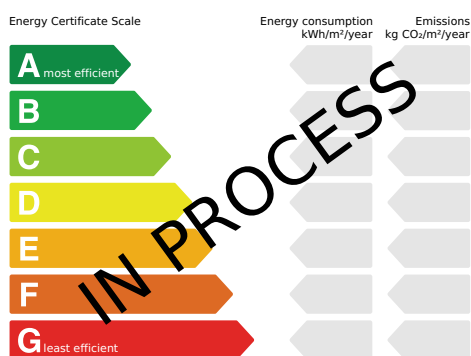 Energy Certificate Scale
Energy consumption
kWh/m²/year
Emissions
kg CO₂/m²/year
A most efficient
B
C
D
E
F
G least efficient
IN PROCESS